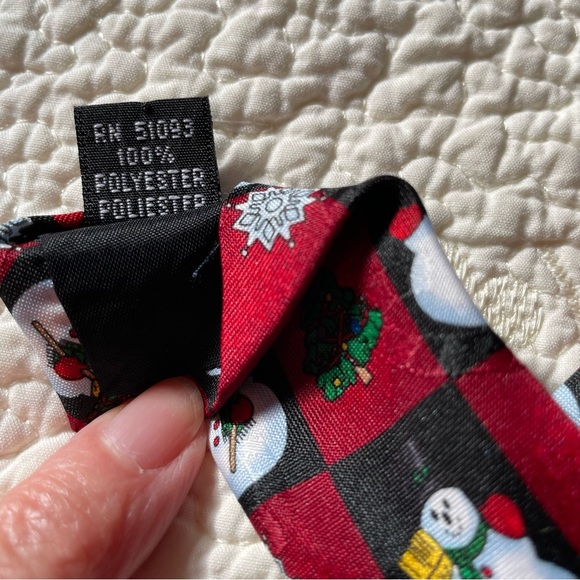 RN 51093
100%
POLYESTER
POLIESTER